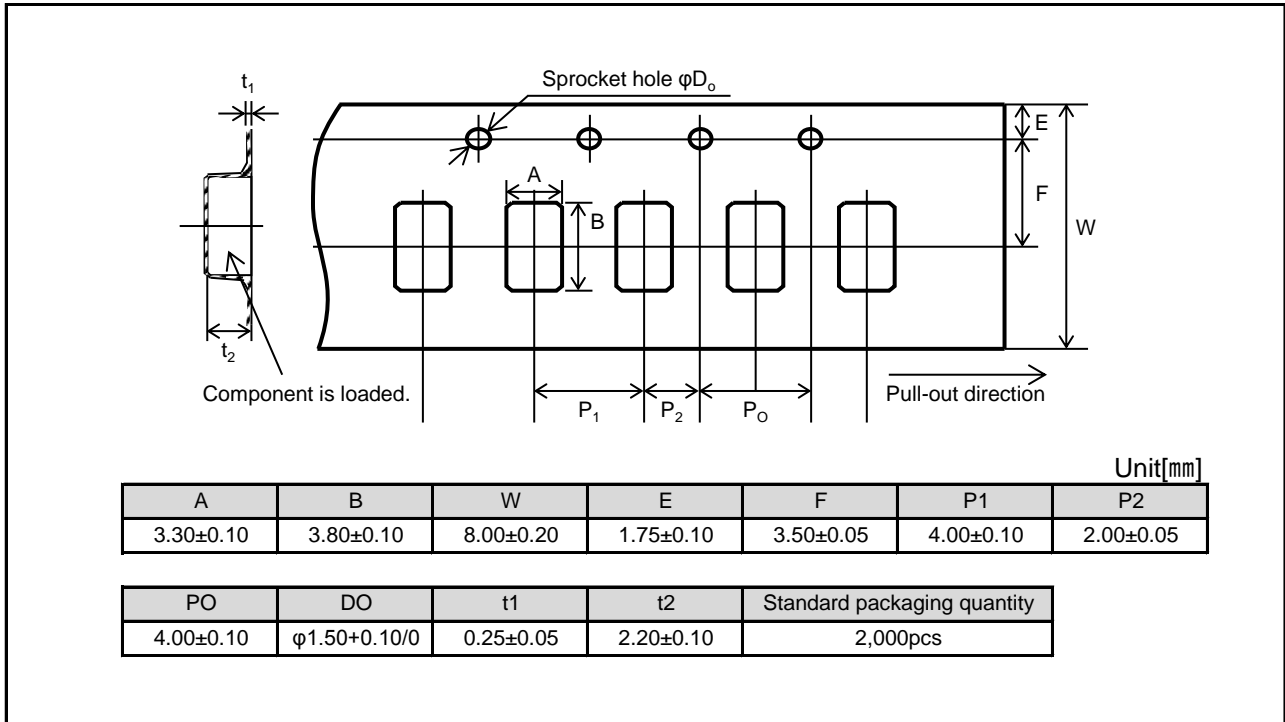 t1
Sprocket hole φDo
E
A
F
B
W
t2
Component is loaded.
P1
P2
PO
Pull-out direction
Unit[㎜]
A B W E F P1 P2
3.30±0.10 3.80±0.10 8.00±0.20 1.75±0.10 3.50±0.05 4.00±0.10 2.00±0.05
PO DO t1 t2 Standard packaging quantity
4.00±0.10 φ1.50+0.10/0 0.25±0.05 2.20±0.10 2,000pcs